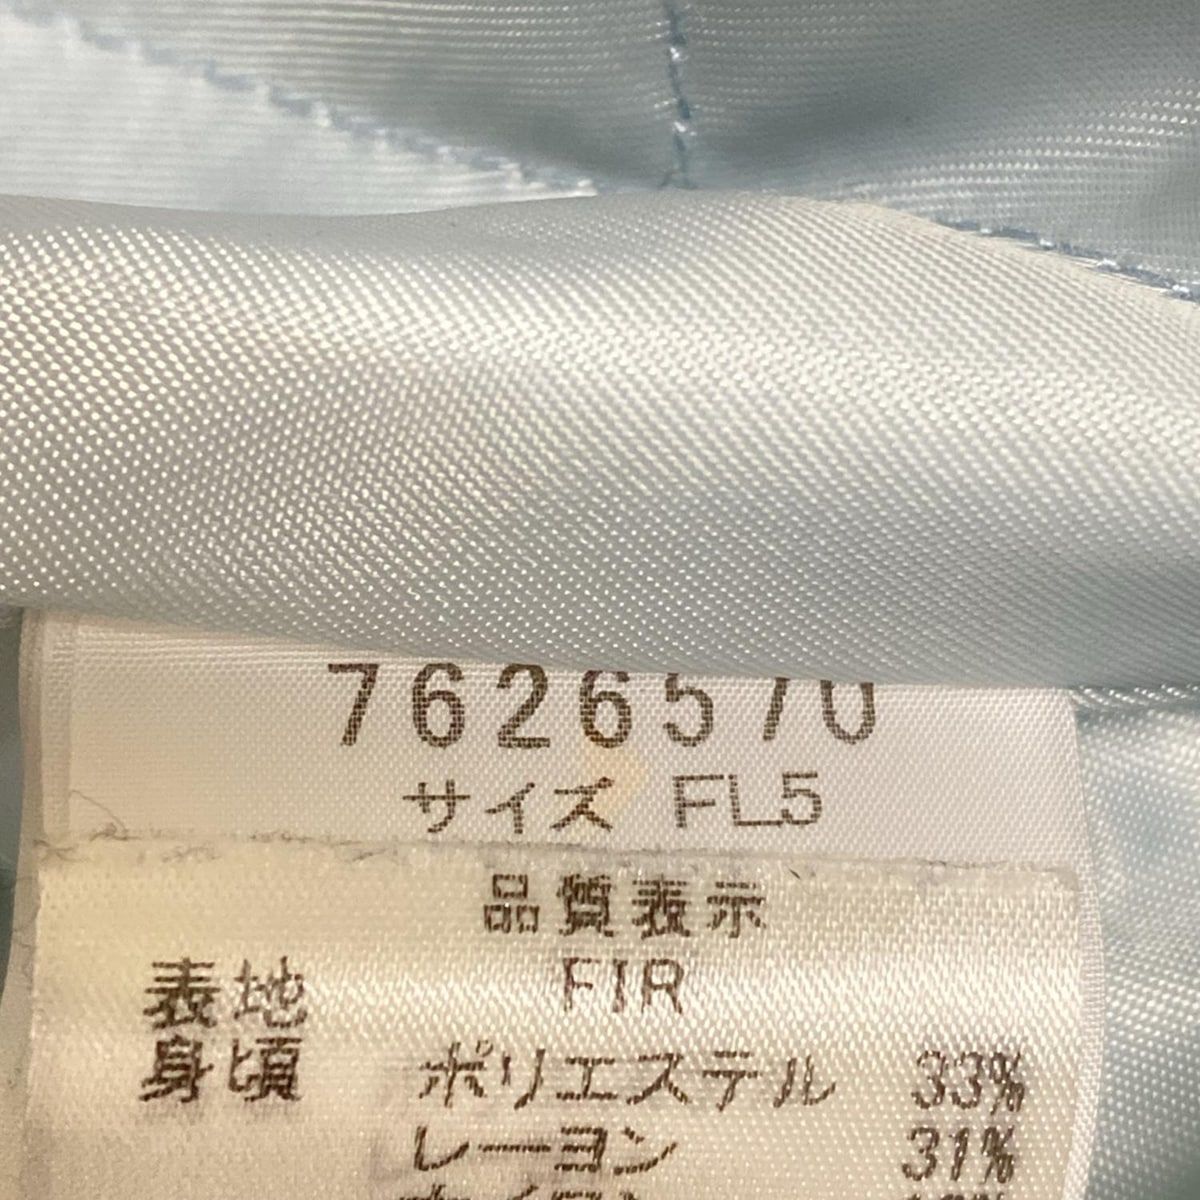 7626570
サイズ FL5
品質表示
FIR
表地
身頃 ポリエステル 33%
レーヨン 31%